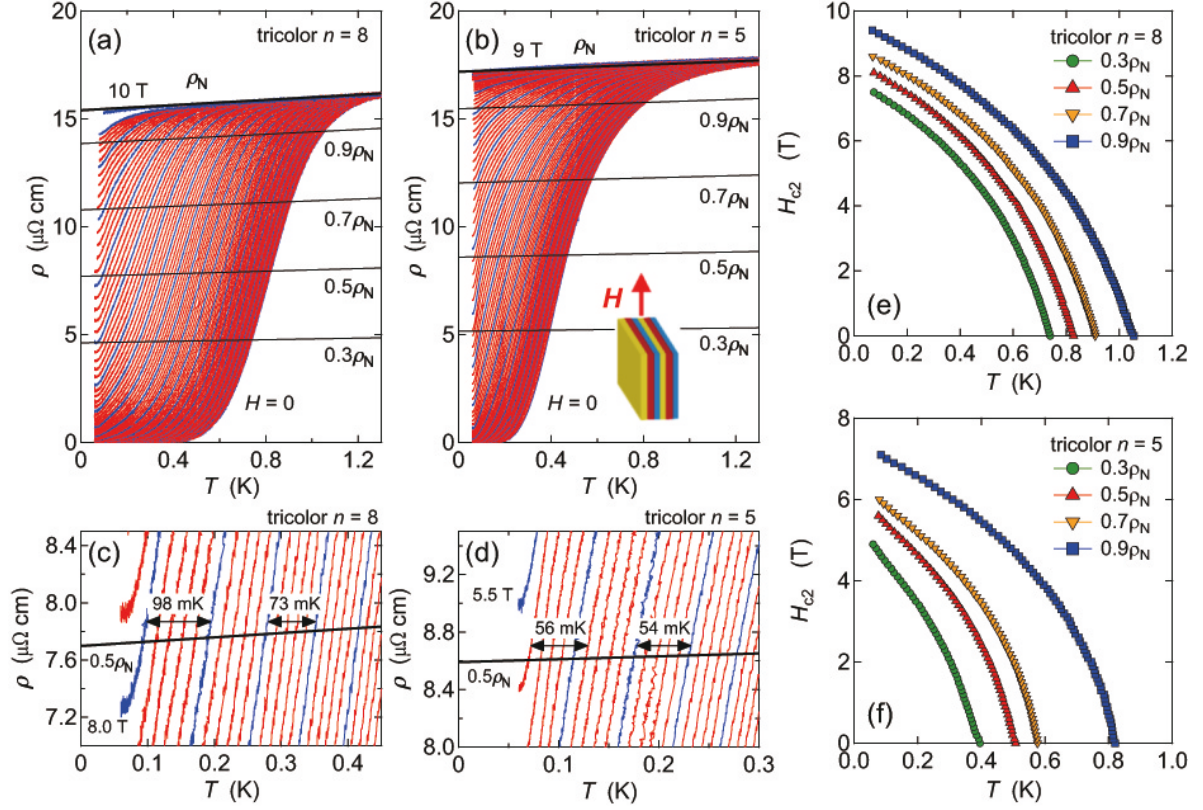 (a)
tricolor n = 8
20
15
10
5
0
ρ (μΩ cm)
10 T
ρN
0.9ρN
0.7ρN
0.5ρN
0.3ρN
H = 0
0 0.4 0.8 1.2
T (K)
(b)
tricolor n = 5
20
15
10
5
0
ρ (μΩ cm)
9 T
ρN
0.9ρN
0.7ρN
0.5ρN
0.3ρN
H
H = 0
0 0.4 0.8 1.2
T (K)
(e)
tricolor n = 8
0.3ρN
0.5ρN
0.7ρN
0.9ρN
10
8
6
4
2
0
Hc2 (T)
0.0 0.2 0.4 0.6 0.8 1.0 1.2
T (K)
(c)
tricolor n = 8
8.4
8.0
7.6
7.2
ρ (μΩ cm)
98 mK
73 mK
0.5ρN
8.0 T
0 0.1 0.2 0.3 0.4
T (K)
(d)
tricolor n = 5
9.2
8.8
8.4
8.0
ρ (μΩ cm)
5.5 T
56 mK
54 mK
0.5ρN
0 0.1 0.2 0.3
T (K)
(f)
tricolor n = 5
0.3ρN
0.5ρN
0.7ρN
0.9ρN
8
6
4
2
0
Hc2 (T)
0.0 0.2 0.4 0.6 0.8 1.0
T (K)